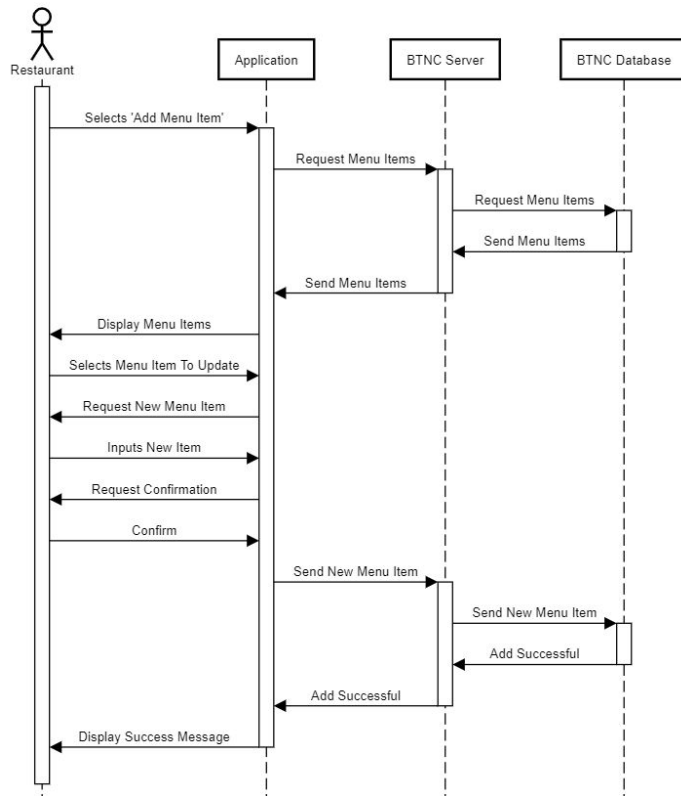 Restaurant
Application
BTNC Server
BTNC Database
Selects 'Add Menu Item'
Request Menu Items
Request Menu Items
Send Menu Items
Send Menu Items
Display Menu Items
Selects Menu Item To Update
Request New Menu Item
Inputs New Item
Request Confirmation
Confirm
Send New Menu Item
Send New Menu Item
Add Successful
Add Successful
Display Success Message